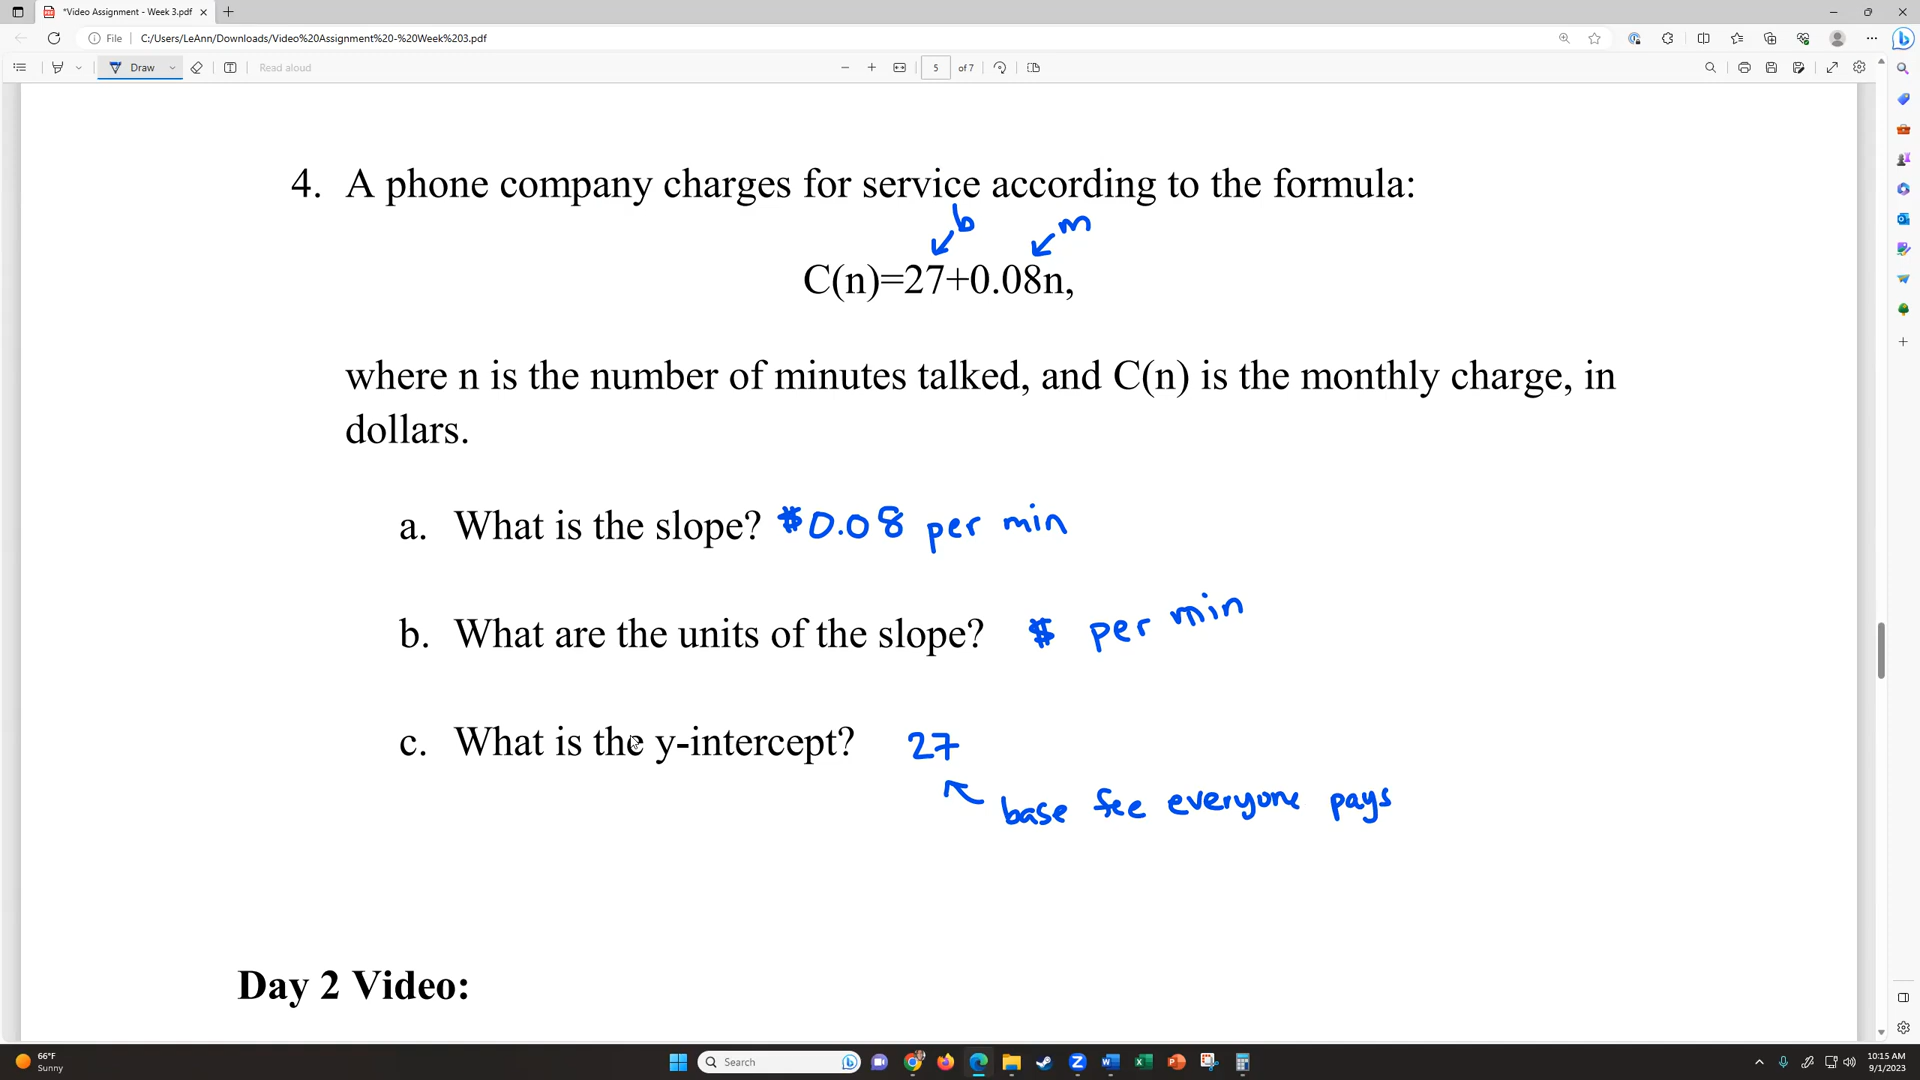 *Video Assignment - Week 3.pdf
File C:/Users/LeAnn/Downloads/Video%20Assignment%20-%20Week%203.pdf
Draw Read aloud 5 of 7
4. A phone company charges for service according to the formula:
b m
C(n)=27+0.08n,
where n is the number of minutes talked, and C(n) is the monthly charge, in
dollars.
a. What is the slope? $0.08 per min
b. What are the units of the slope? $ per min
c. What is the y-intercept? 27
base fee everyone pays
Day 2 Video:
66°F
Sunny
Search
10:15 AM
9/1/2023